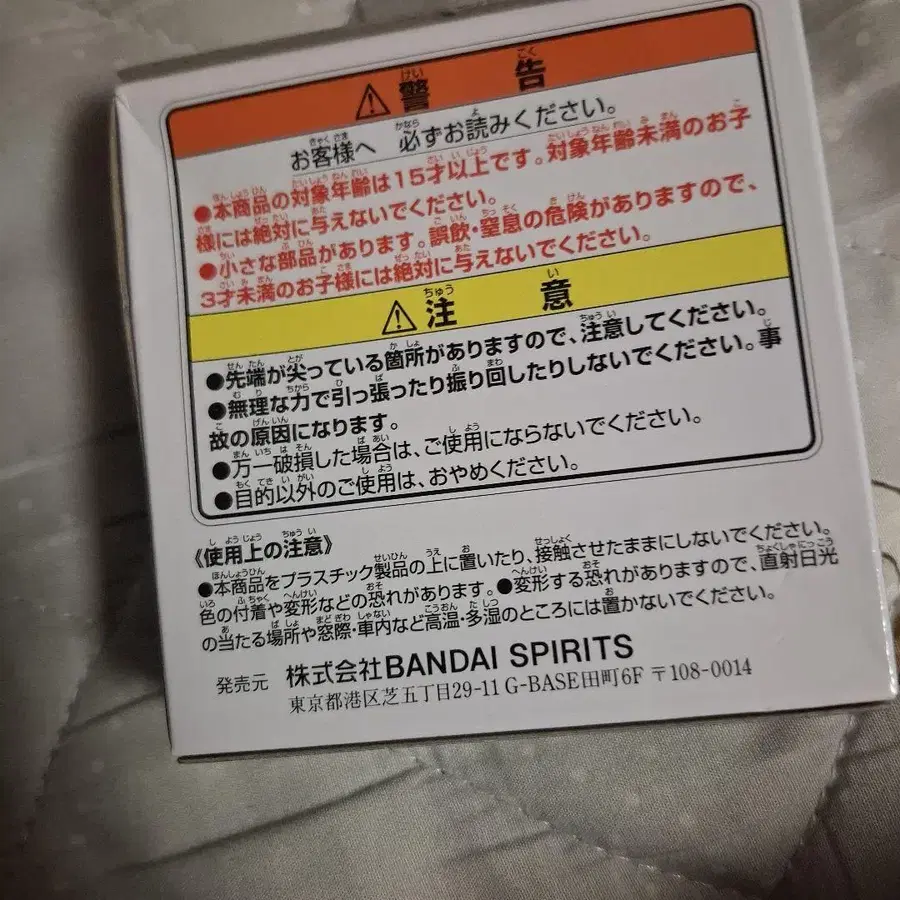 ⚠警告
お客様へ 必ずお読みください。
●本商品の対象年齢は15才以上です。対象年齢未満のお子
様には絶対に与えないでください。
●小さな部品があります。誤飲・窒息の危険がありますので、
3才未満のお子様には絶対に与えないでください。
⚠注意
●先端が尖っている箇所がありますので、注意してください。
●無理な力で引っ張ったり振り回したりしないでください。事
故の原因になります。
●万一破損した場合は、ご使用にならないでください。
●目的以外のご使用は、おやめください。
《使用上の注意》
●本商品をプラスチック製品の上に置いたり、接触させたままにしないでください。
色の付着や変形などの恐れがあります。●変形する恐れがありますので、直射日光
の当たる場所や窓際・車内など高温・多湿のところには置かないでください。
発売元 株式会社BANDAI SPIRITS
東京都港区芝五丁目29-11 G-BASE田町6F 〒108-0014